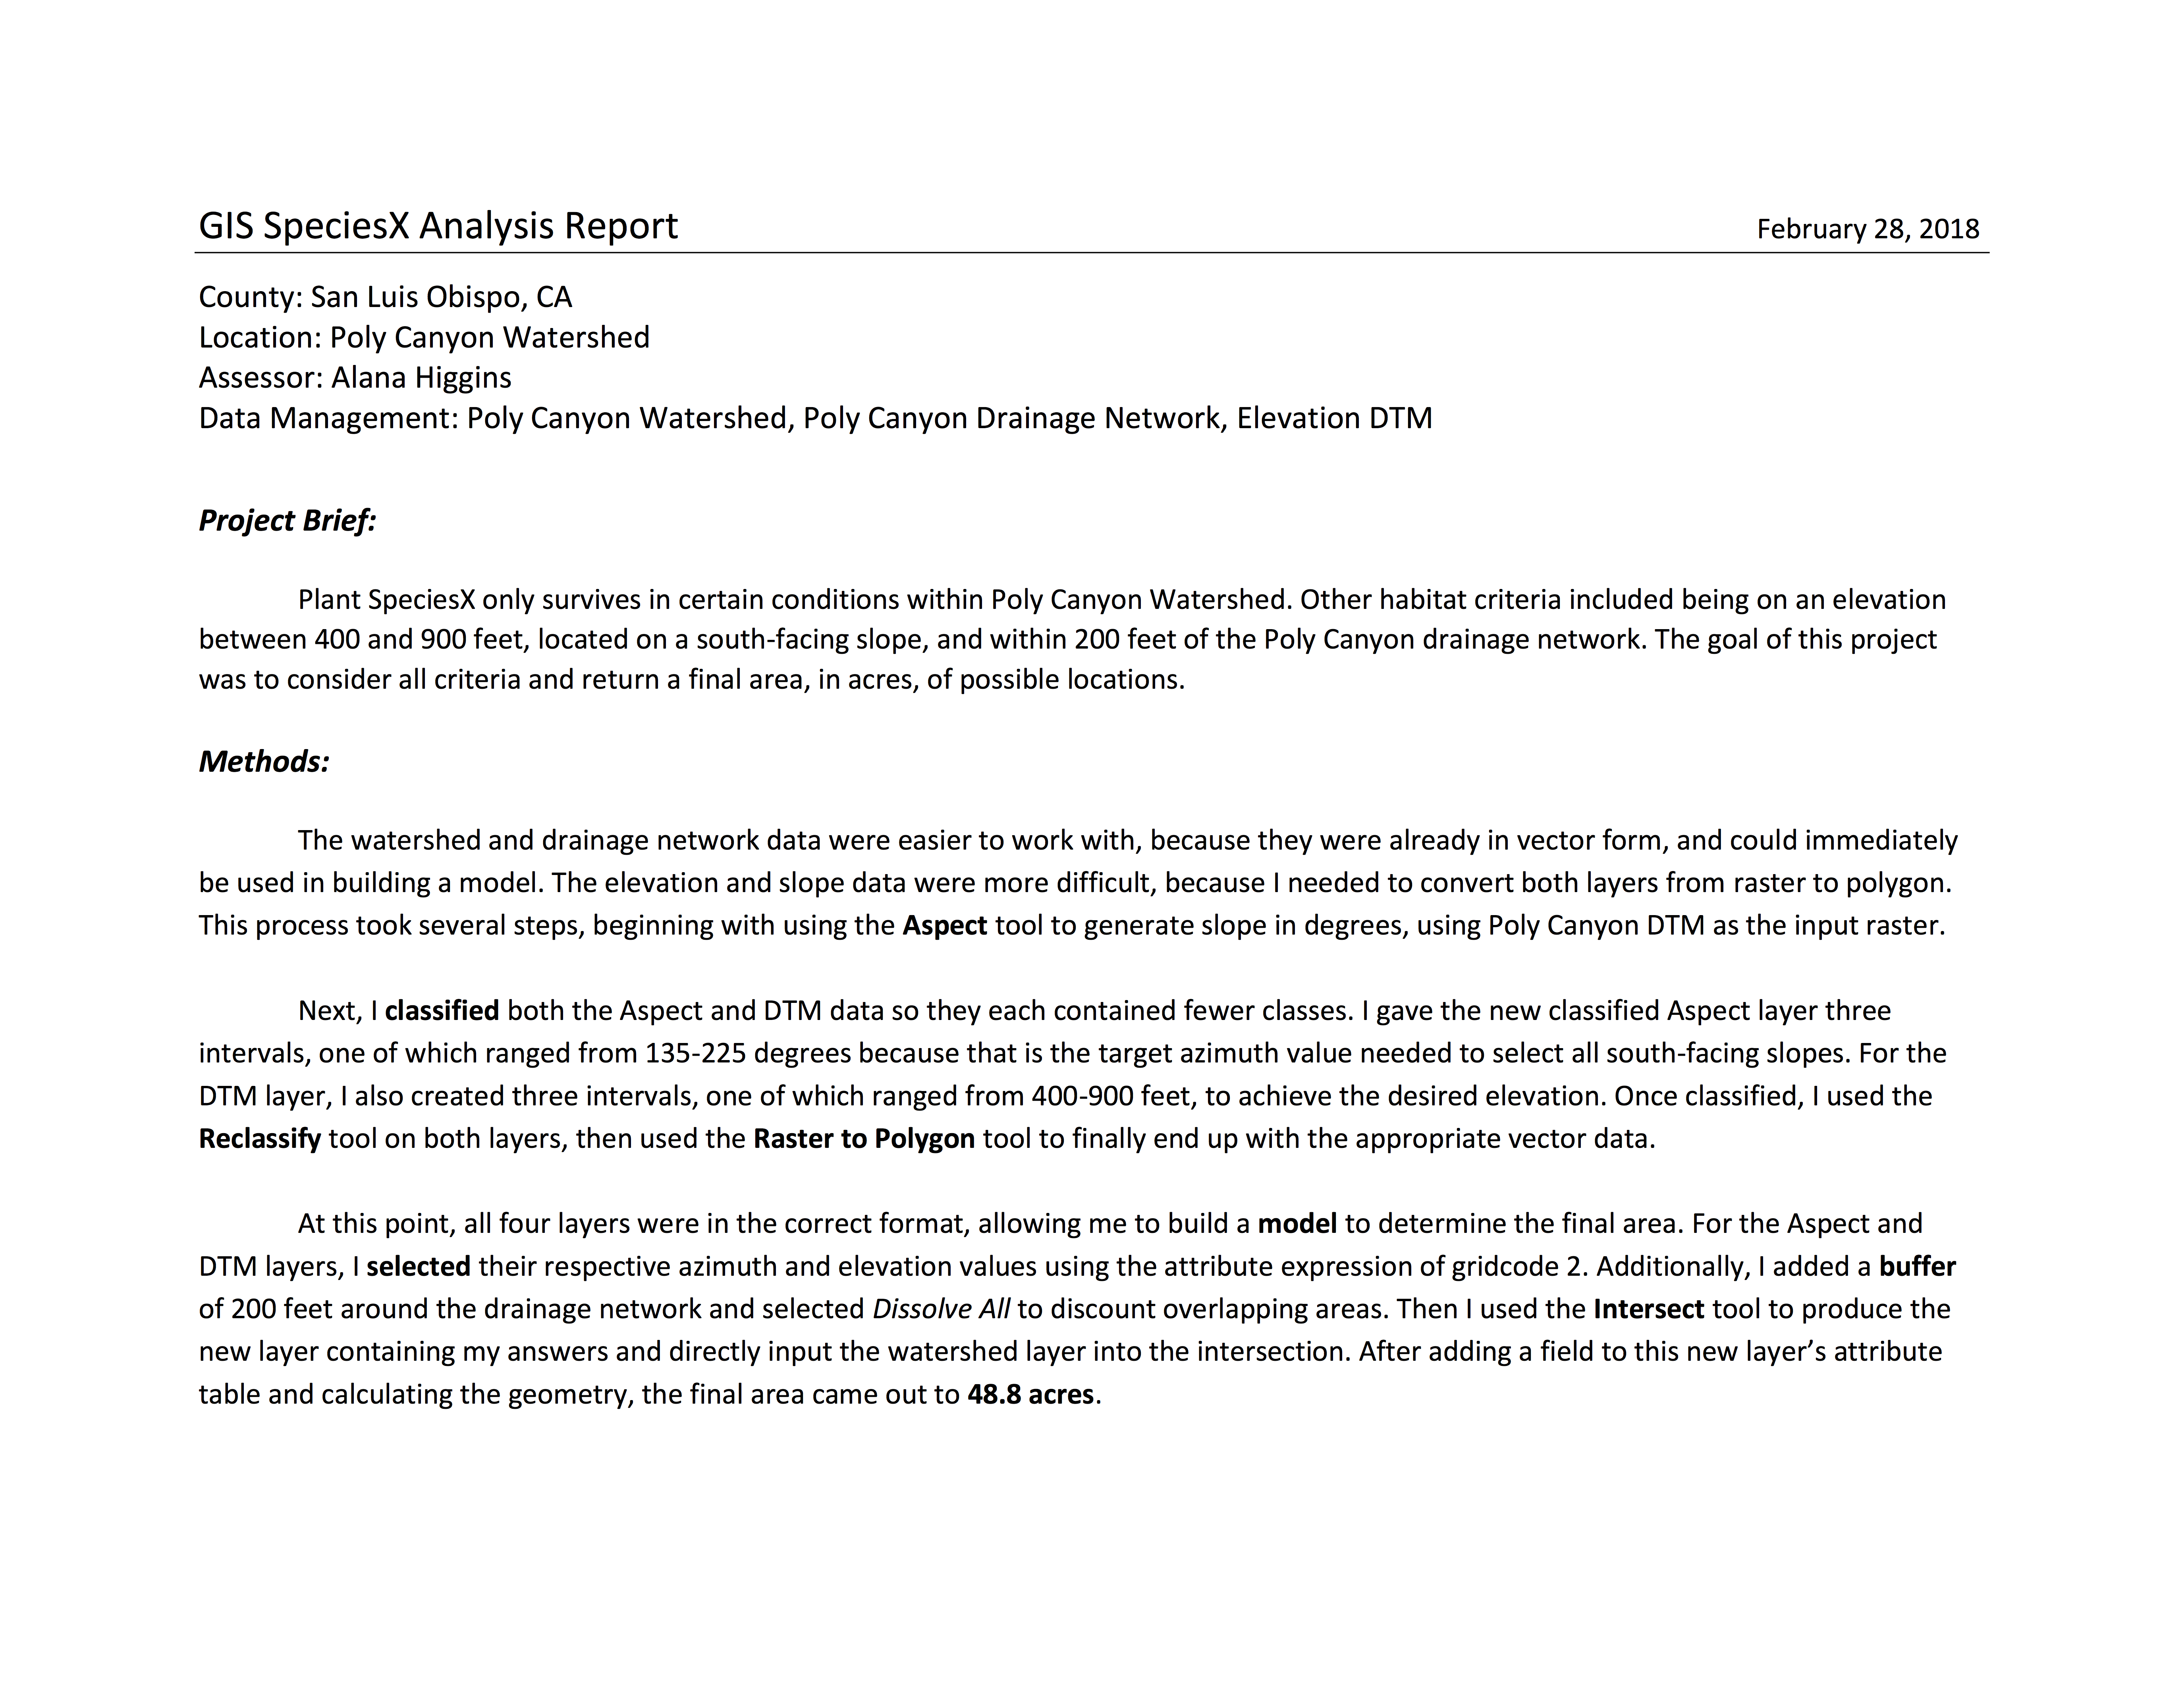 GIS SpeciesX Analysis Report February 28, 2018
County: San Luis Obispo, CA
Location: Poly Canyon Watershed
Assessor: Alana Higgins
Data Management: Poly Canyon Watershed, Poly Canyon Drainage Network, Elevation DTM
Project Brief:
Plant SpeciesX only survives in certain conditions within Poly Canyon Watershed. Other habitat criteria included being on an elevation
between 400 and 900 feet, located on a south-facing slope, and within 200 feet of the Poly Canyon drainage network. The goal of this project
was to consider all criteria and return a final area, in acres, of possible locations.
Methods:
The watershed and drainage network data were easier to work with, because they were already in vector form, and could immediately
be used in building a model. The elevation and slope data were more difficult, because I needed to convert both layers from raster to polygon.
This process took several steps, beginning with using the Aspect tool to generate slope in degrees, using Poly Canyon DTM as the input raster.
Next, I classified both the Aspect and DTM data so they each contained fewer classes. I gave the new classified Aspect layer three
intervals, one of which ranged from 135-225 degrees because that is the target azimuth value needed to select all south-facing slopes. For the
DTM layer, I also created three intervals, one of which ranged from 400-900 feet, to achieve the desired elevation. Once classified, I used the
Reclassify tool on both layers, then used the Raster to Polygon tool to finally end up with the appropriate vector data.
At this point, all four layers were in the correct format, allowing me to build a model to determine the final area. For the Aspect and
DTM layers, I selected their respective azimuth and elevation values using the attribute expression of gridcode 2. Additionally, I added a buffer
of 200 feet around the drainage network and selected Dissolve All to discount overlapping areas. Then I used the Intersect tool to produce the
new layer containing my answers and directly input the watershed layer into the intersection. After adding a field to this new layer’s attribute
table and calculating the geometry, the final area came out to 48.8 acres.